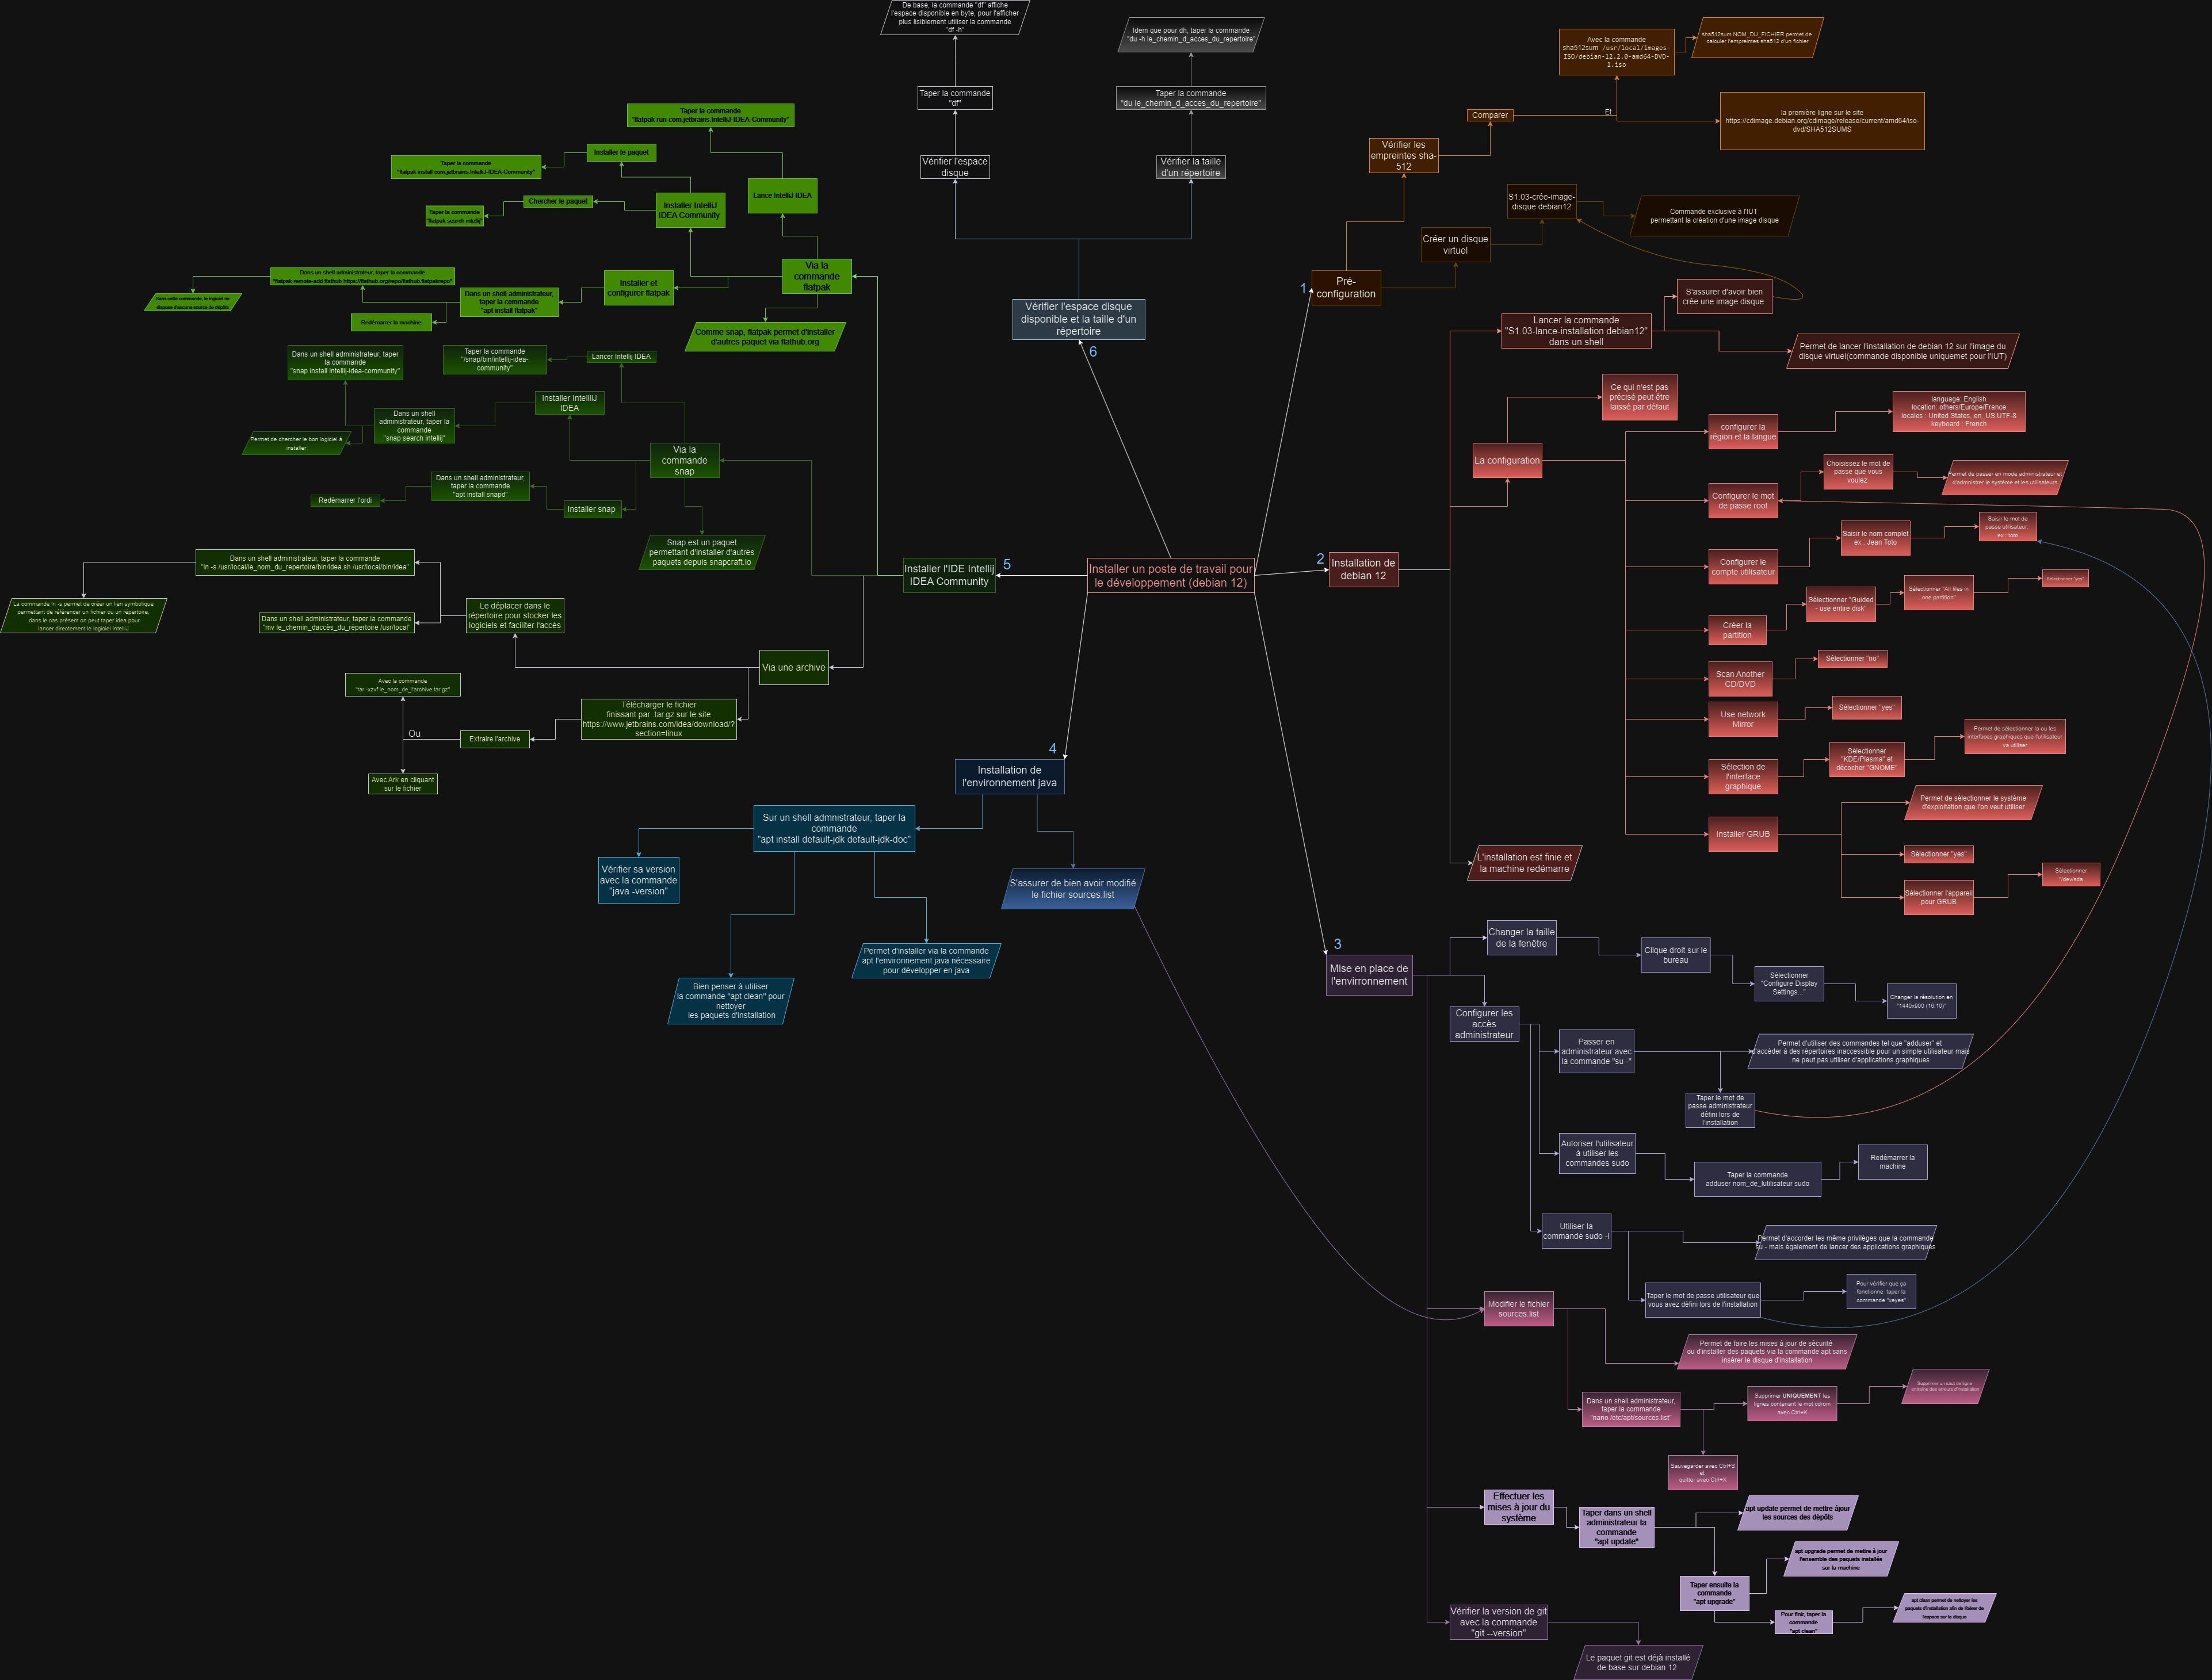 De base, la commande "df" affiche
l'espace disponible en byte, pour l'afficher
plus lisiblement utiliser la commande
"df -h"
Taper la commande
"df"
Vérifier l'espace
disque
Idem que pour dh, taper la commande
"du -h le_chemin_d_acces_du_repertoire"
Taper la commande
"du le_chemin_d_acces_du_repertoire"
Vérifier la taille
d'un répertoire
Vérifier l'espace disque
disponible et la taille d'un
répertoire
6
Avec la commande
sha512sum /usr/local/images-
ISO/debian-12.2.0-amd64-DVD-
1.iso
sha512sum NOM_DU_FICHIER permet de
calculer l'empreintes sha512 d'un fichier
Comparer
Et
la première ligne sur le site
https://cdimage.debian.org/cdimage/release/current/amd64/iso-
dvd/SHA512SUMS
Vérifier les
empreintes sha-
512
S1.03-crée-image-
disque debian12
Commande exclusive à l'IUT
permettant la création d'une image disque
Créer un disque
virtuel
1
Pré-
configuration
S'assurer d'avoir bien
crée une image disque
Lancer la commande
"S1.03-lance-installation debian12"
dans un shell
Permet de lancer l'installation de debian 12 sur l'image du
disque virtuel(commande disponible uniquemet pour l'IUT)
Ce qui n'est pas
précisé peut être
laissé par défaut
La configuration
configurer la
région et la langue
language: English
location: others/Europe/France
locales : United States, en_US.UTF-8
keyboard : French
Configurer le mot
de passe root
Choisissez le mot de
passe que vous
voulez
Permet de passer en mode administrateur et
d'admnistrer le système et les utilisateurs
Configurer le
compte utilisateur
Saisir le nom complet
ex : Jean Toto
Saisir le mot de
passe utilisateur:
ex : toto
Créer la
partition
Sélectionner "Guided
- use entire disk"
Sélectionner "All files in
one partition"
Sélectionner "yes"
Scan Another
CD/DVD
Sélectionner "no"
Use network
Mirror
Sélectionner "yes"
Sélection de
l'interface
graphique
Sélectionner
"KDE/Plasma" et
décocher "GNOME"
Permet de sélectionner la ou les
interfaces graphiques que l'utilisateur
va utiliser
Installer GRUB
Permet de sélectionner le système
d'exploitation que l'on veut utiliser
Sélectionner "yes"
Sélectionner l'appareil
pour GRUB
Sélectionner
"/dev/sda
L'installation est finie et
la machine redémarre
2
Installation de
debian 12
Installer un poste de travail pour
le développement (debian 12)
5
Installer l'IDE Intellij
IDEA Community
Taper la commande
"flatpak run com.jetbrains.IntelliJ-IDEA-Community"
Installer le paquet
Taper la commande
"flatpak install com.jetbrains.IntelliJ-IDEA-Community"
Lance IntelliJ IDEA
Installer IntelliJ
IDEA Community
Chercher le paquet
Taper la commande
"flatpak search intellij"
Via la
commande
flatpak
Installer et
configurer flatpak
Dans un shell administrateur, taper la commande
"flatpak remote-add flathub https://flathub.org/repo/flathub.flatpakrepo"
Sans cette commande, le logiciel ne
dispose d'aucune source de dépôts
Dans un shell administrateur,
taper la commande
"apt install flatpak"
Redémarrer la machine
Comme snap, flatpak permet d'installer
d'autres paquet via flathub.org
Dans un shell administrateur, taper
la commande
"snap install intellij-idea-community"
Taper la commande
"/snap/bin/intellij-idea-
community"
Lancer Intellij IDEA
Installer IntellliJ
IDEA
Dans un shell
administrateur, taper la
commande
"snap search intellij"
Permet de chercher le bon logiciel à
installer
Via la
commande
snap
Dans un shell administrateur,
taper la commande
"apt install snapd"
Redémarrer l'ordi
Installer snap
Snap est un paquet
permettant d'installer d'autres
paquets depuis snapcraft.io
Dans un shell administrateur, taper la commande
"ln -s /usr/local/le_nom_du_repertoire/bin/idea.sh /usr/local/bin/idea"
La commande ln -s permet de créer un lien symbolique
permettant de référencer un fichier ou un répertoire,
dans le cas présent on peut taper idea pour
lancer directement le logiciel IntelliJ
Le déplacer dans le
répertoire pour stocker les
logiciels et faciliter l'accès
Dans un shell administrateur, taper la commande
"mv le_chemin_daccès_du_répertoire /usr/local"
Via une archive
Avec la commande
"tar -xzvf le_nom_de_l'archive.tar.gz"
Télécharger le fichier
finissant par .tar.gz sur le site
https://www.jetbrains.com/idea/download/?
section=linux
Ou
Extraire l'archive
Avec Ark en cliquant
sur le fichier
4
Installation de
l'environnement java
Sur un shell admnistrateur, taper la
commande
"apt install default-jdk default-jdk-doc"
Vérifier sa version
avec la commande
"java -version"
S'assurer de bien avoir modifié
le fichier sources.list
Permet d'installer via la commande
apt l'environement java nécessaire
pour développer en java
Bien penser à utiliser
la commande "apt clean" pour
nettoyer
les paquets d'installation
3
Mise en place de
l'envirronnement
Changer la taille
de la fenêtre
Clique droit sur le
bureau
Sélectionner
"Configure Display
Settings..."
Changer la résolution en
"1440x900 (16:10)"
Configurer les
accès
administrateur
Passer en
administrateur avec
la commande "su -"
Permet d'utiliser des commandes tel que "adduser" et
d'accéder à des répertoires inaccessible pour un simple utilisateur mais
ne peut pas utiliser d'applications graphiques
Taper le mot de
passe administrateur
défini lors de
l'installation
Autoriser l'utilisateur
à utiliser les
commandes sudo
Taper la commande
adduser nom_de_lutilisateur sudo
Redémarrer la
machine
Utiliser la
commande sudo -i
Permet d'accorder les même privilèges que la commande
su - mais également de lancer des applications graphiques
Taper le mot de passe utilisateur que
vous avez défini lors de l'installation
Pour vérifier que ça
fonctionne. taper la
commande "xeyes"
Modifier le fichier
sources.list
Permet de faire les mises à jour de sécurité
ou d'installer des paquets via la commande apt sans
insérer le disque d'installation
Dans un shell administrateur,
taper la commande
"nano /etc/apt/sources.list"
Supprimer UNIQUEMENT les
lignes contenant le mot cdrom
avec Ctrl+K
Supprimer un saut de ligne
entraîne des erreurs d'installation
Sauvegarder avec Ctrl+S
et
quitter avec Ctrl+X
Effectuer les
mises à jour du
système
Taper dans un shell
administrateur la
commande
"apt update"
apt update permet de mettre àjour
les sources des dépôts
Taper ensuite la
commande
"apt upgrade"
apt upgrade permet de mettre à jour
l'ensemble des paquets installés
sur la machine
Pour finir, taper la
commande
"apt clean"
apt clean permet de nettoyer les
paquets d'installation afin de libérer de
l'espace sur le disque
Vérifier la version de git
avec la commande
"git --version"
Le paquet git est déjà installé
de base sur debian 12